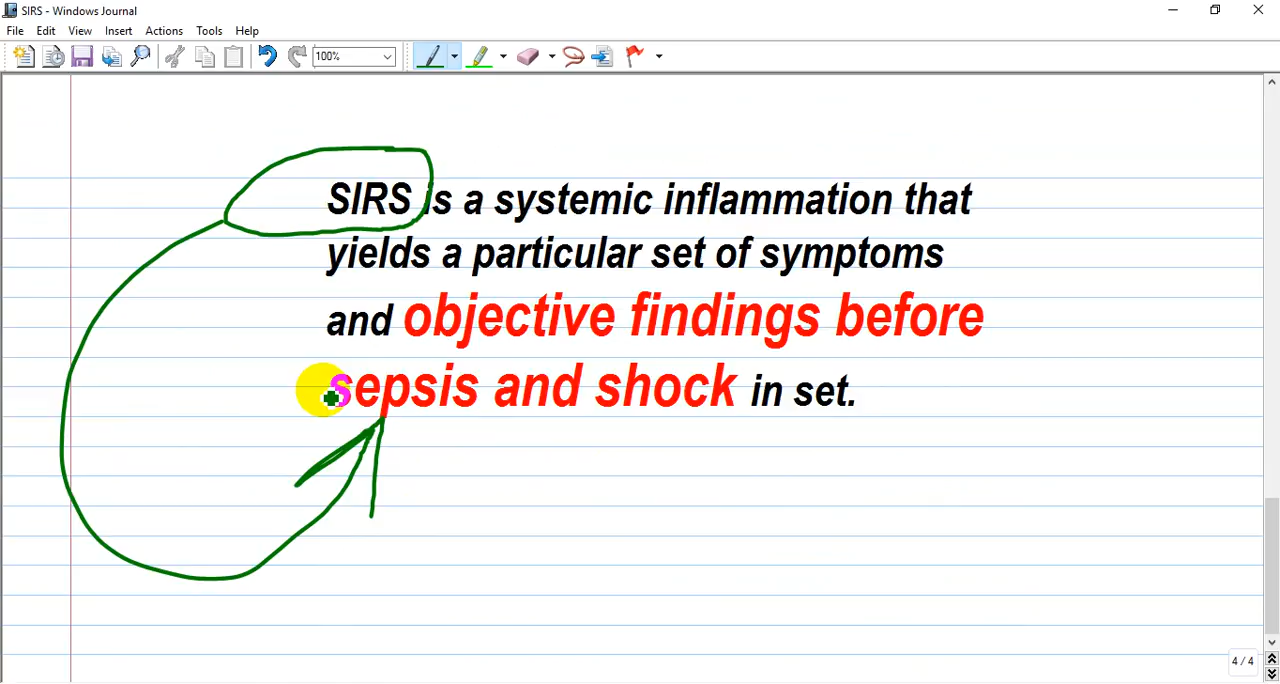 SIRS - Windows Journal
File Edit View Insert Actions Tools Help
100%
SIRS is a systemic inflammation that
yields a particular set of symptoms
and objective findings before
sepsis and shock in set.
4 / 4